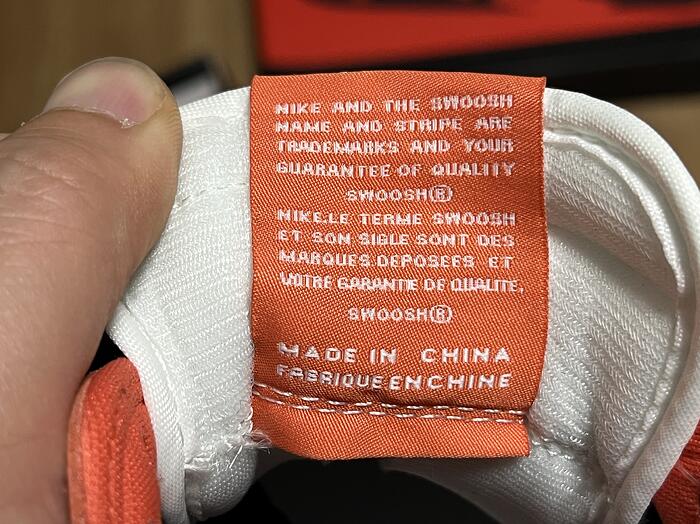 NIKE AND THE SWOOSH
NAME AND STRIPE ARE
TRADEMARKS AND YOUR
GUARANTEE OF QUALITY
SWOOSH®
NIKE.LE TERME SWOOSH
ET SON SIGLE SONT DES
MARQUES.DEPOSEES ET
VOTRE GARANTIE DE QUALITE.
SWOOSH®
MADE IN CHINA
FABRIQUE EN CHINE